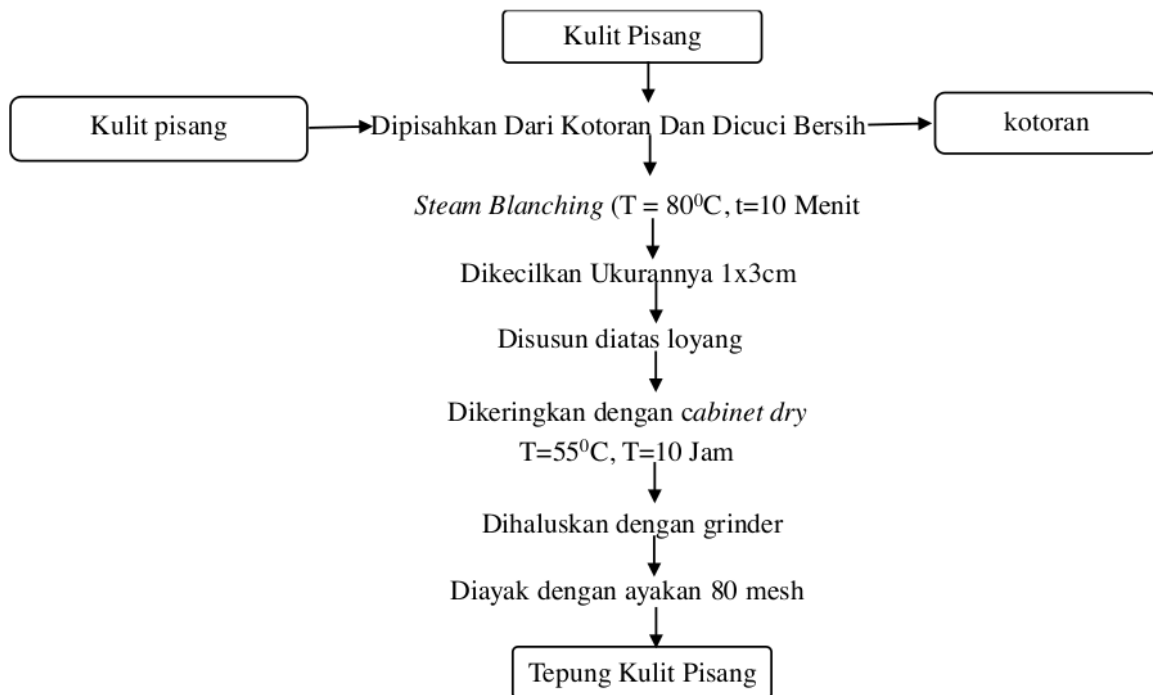 Kulit Pisang
Kulit pisang
Dipisahkan Dari Kotoran Dan Dicuci Bersih
kotoran
Steam Blanching (T = 80⁰C, t=10 Menit
Dikecilkan Ukurannya 1x3cm
Disusun diatas loyang
Dikeringkan dengan cabinet dry
T=55⁰C, T=10 Jam
Dihaluskan dengan grinder
Diayak dengan ayakan 80 mesh
Tepung Kulit Pisang